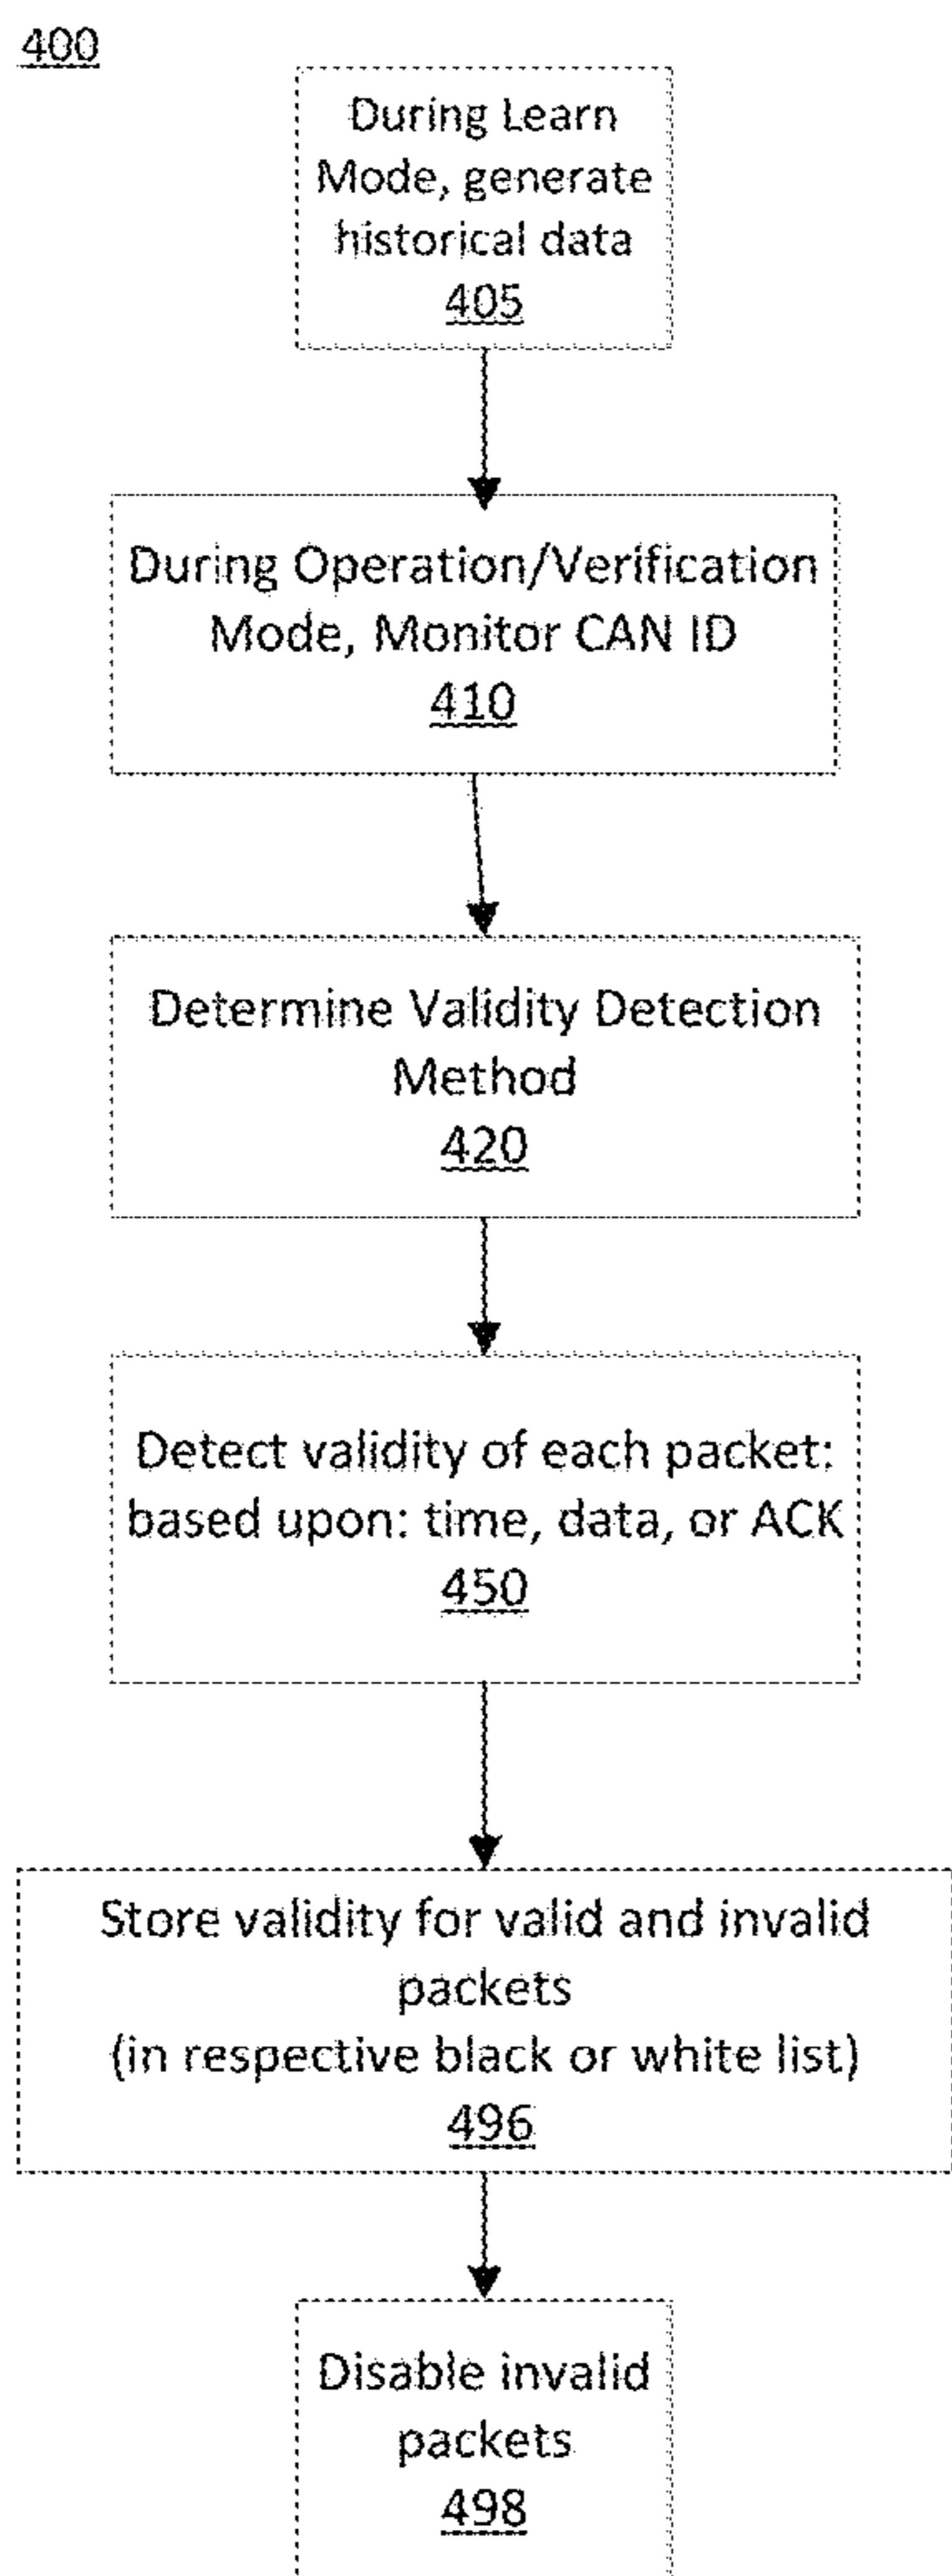 400
During Learn
Mode, generate
historical data
405
During Operation/Verification
Mode, Monitor CAN ID
410
Determine Validity Detection
Method
420
Detect validity of each packet:
based upon: time, data, or ACK
450
Store validity for valid and invalid
packets
(in respective black or white list)
496
Disable invalid
packets
498